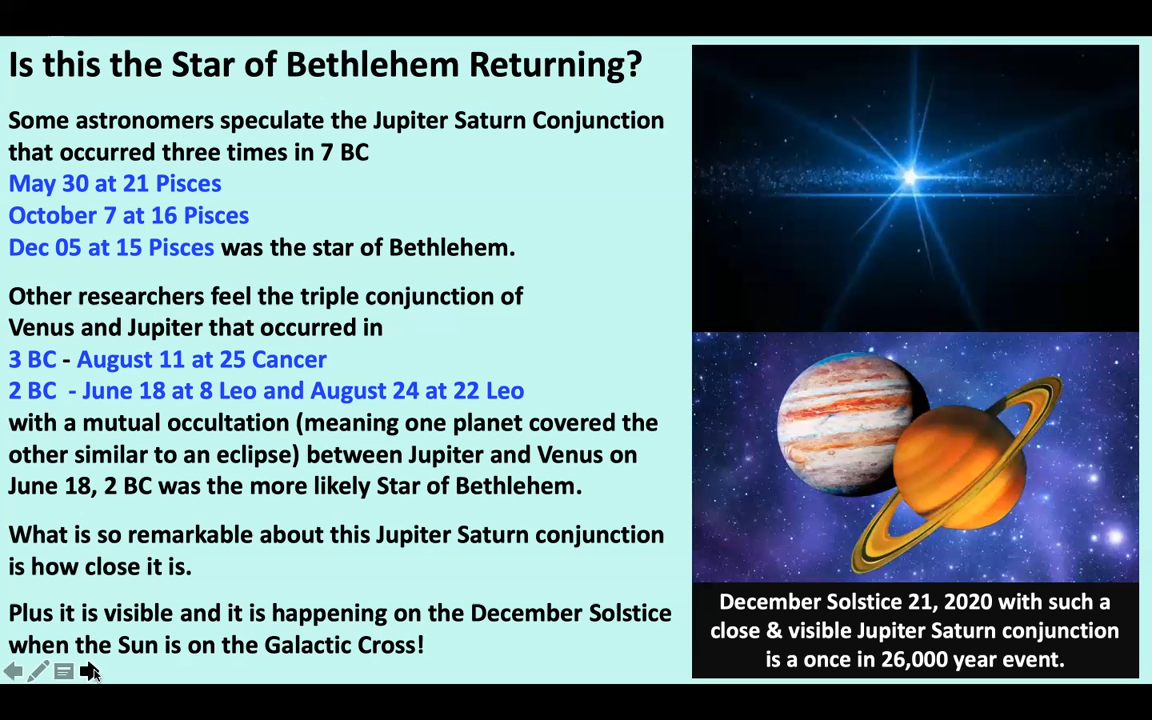 Is this the Star of Bethlehem Returning?
Some astronomers speculate the Jupiter Saturn Conjunction
that occurred three times in 7 BC
May 30 at 21 Pisces
October 7 at 16 Pisces
Dec 05 at 15 Pisces was the star of Bethlehem.
Other researchers feel the triple conjunction of
Venus and Jupiter that occurred in
3 BC - August 11 at 25 Cancer
2 BC - June 18 at 8 Leo and August 24 at 22 Leo
with a mutual occultation (meaning one planet covered the
other similar to an eclipse) between Jupiter and Venus on
June 18, 2 BC was the more likely Star of Bethlehem.
What is so remarkable about this Jupiter Saturn conjunction
is how close it is.
Plus it is visible and it is happening on the December Solstice
when the Sun is on the Galactic Cross!
December Solstice 21, 2020 with such a
close & visible Jupiter Saturn conjunction
is a once in 26,000 year event.